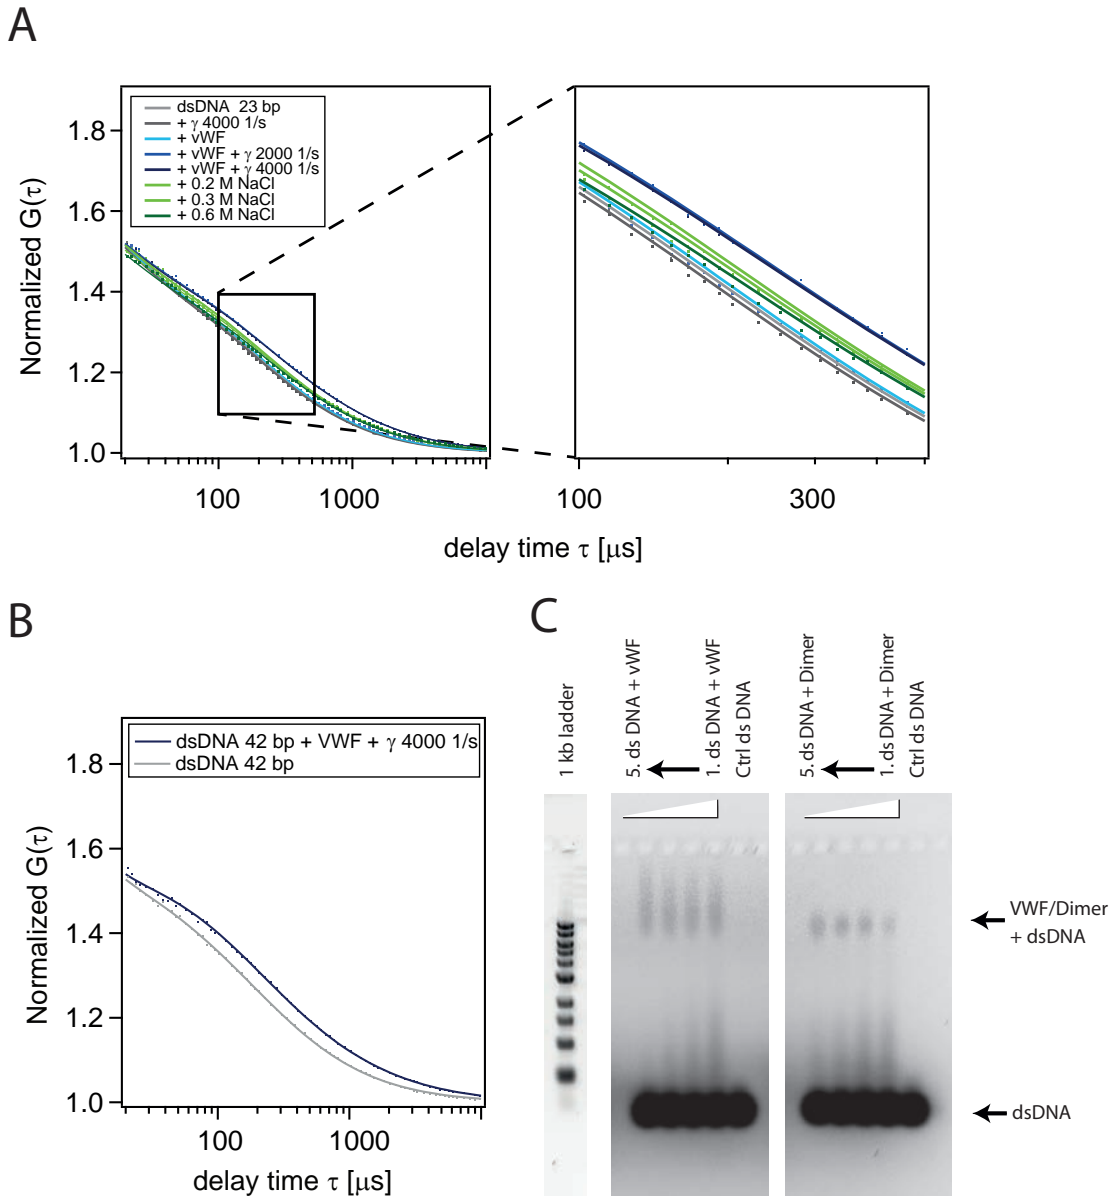 A
dsDNA 23 bp
+ γ 4000 1/s
+ vWF
+ vWF + γ 2000 1/s
+ vWF + γ 4000 1/s
+ 0.2 M NaCl
+ 0.3 M NaCl
+ 0.6 M NaCl
Normalized G(τ)
1.8
1.6
1.4
1.2
1.0
100
1000
100
300
delay time τ [μs]
B
dsDNA 42 bp + VWF + γ 4000 1/s
dsDNA 42 bp
Normalized G(τ)
1.8
1.6
1.4
1.2
1.0
100
1000
delay time τ [μs]
C
1 kb ladder
5. ds DNA + vWF
1. ds DNA + vWF
Ctrl ds DNA
5. ds DNA + Dimer
1. ds DNA + Dimer
Ctrl ds DNA
VWF/Dimer
+ dsDNA
dsDNA